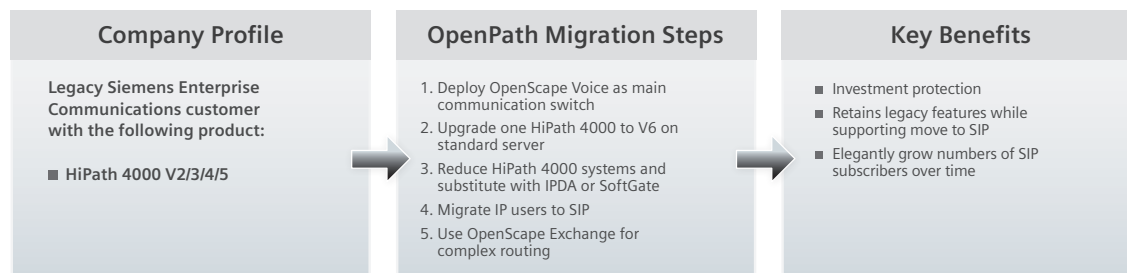 Company Profile
Legacy Siemens Enterprise
Communications customer
with the following product:
■ HiPath 4000 V2/3/4/5
OpenPath Migration Steps
1. Deploy OpenScape Voice as main
communication switch
2. Upgrade one HiPath 4000 to V6 on
standard server
3. Reduce HiPath 4000 systems and
substitute with IPDA or SoftGate
4. Migrate IP users to SIP
5. Use OpenScape Exchange for
complex routing
Key Benefits
■ Investment protection
■ Retains legacy features while
supporting move to SIP
■ Elegantly grow numbers of SIP
subscribers over time